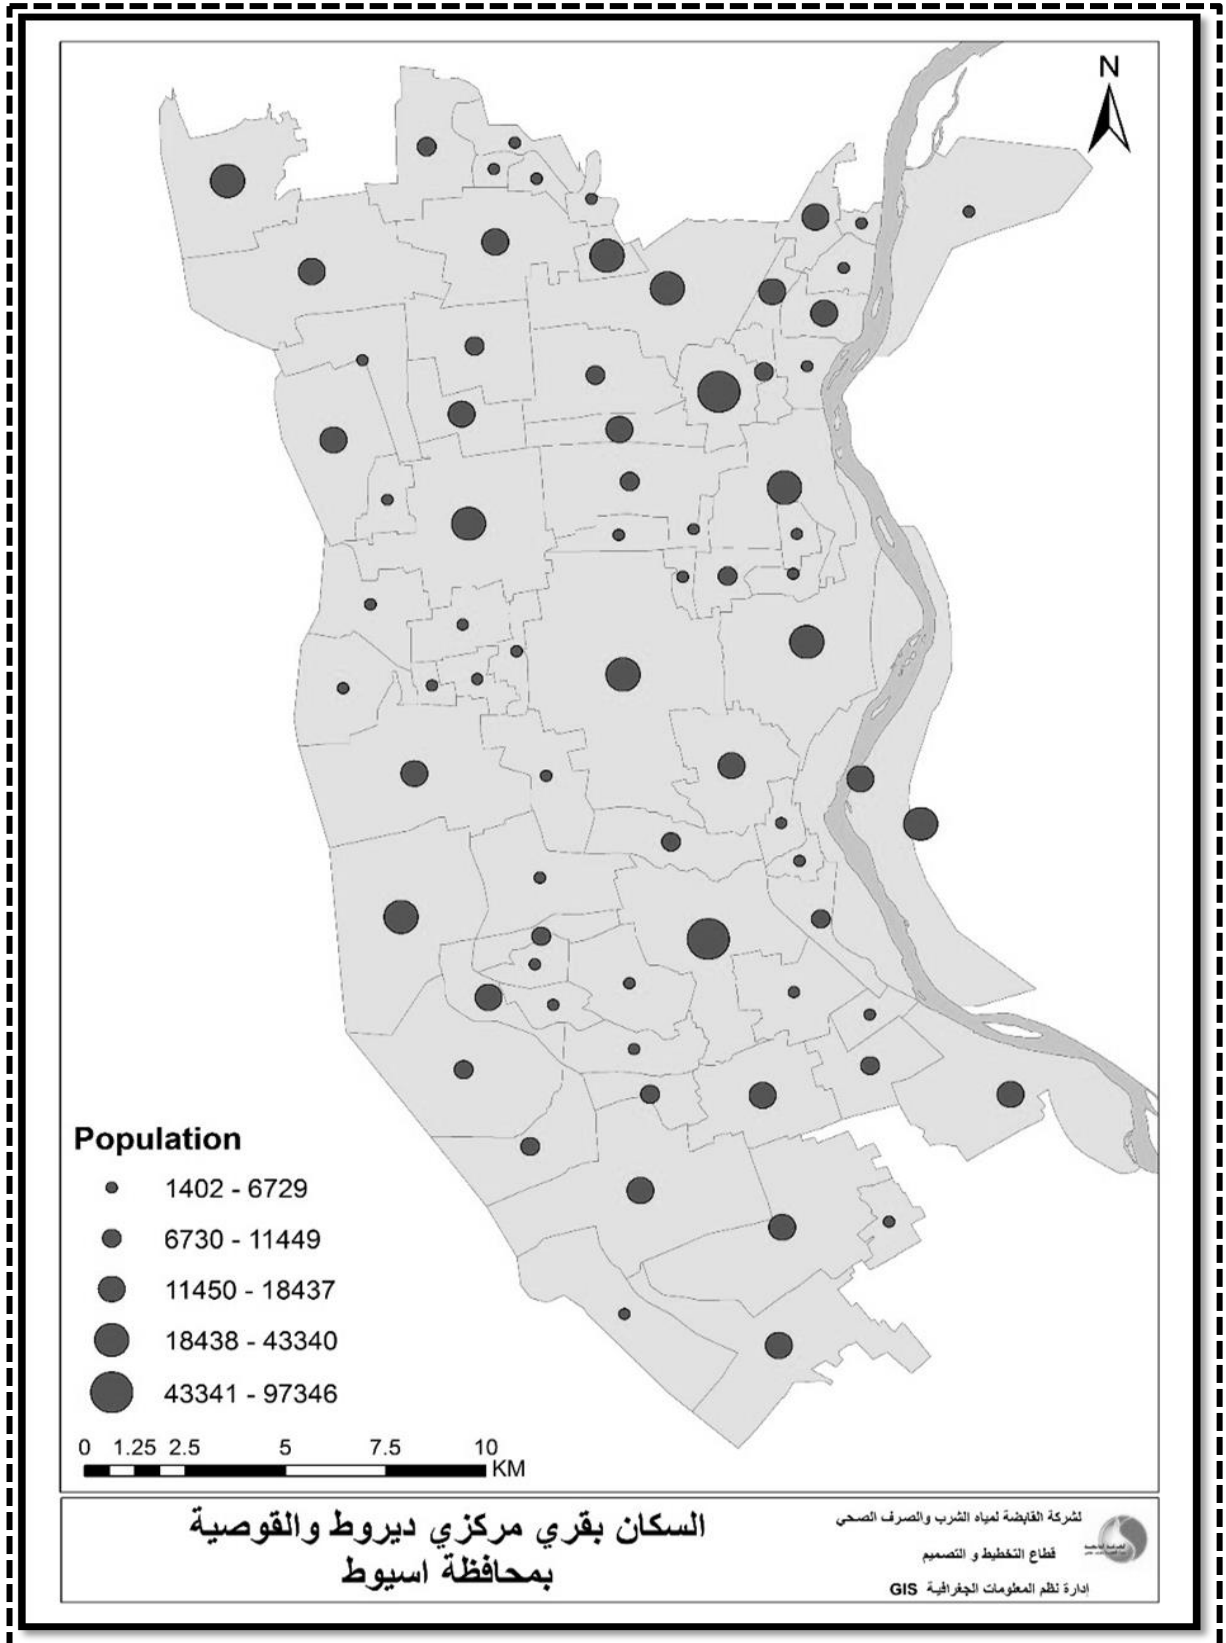 N
Population
1402 - 6729
6730 - 11449
11450 - 18437
18438 - 43340
43341 - 97346
0 1.25 2.5 5 7.5 10
KM
السكان بقري مركزي ديروط والقوصية
بمحافظة اسيوط
لشركة القابضة لمياه الشرب والصرف الصحي
قطاع التخطيط و التصميم
إدارة نظم المعلومات الجغرافية GIS